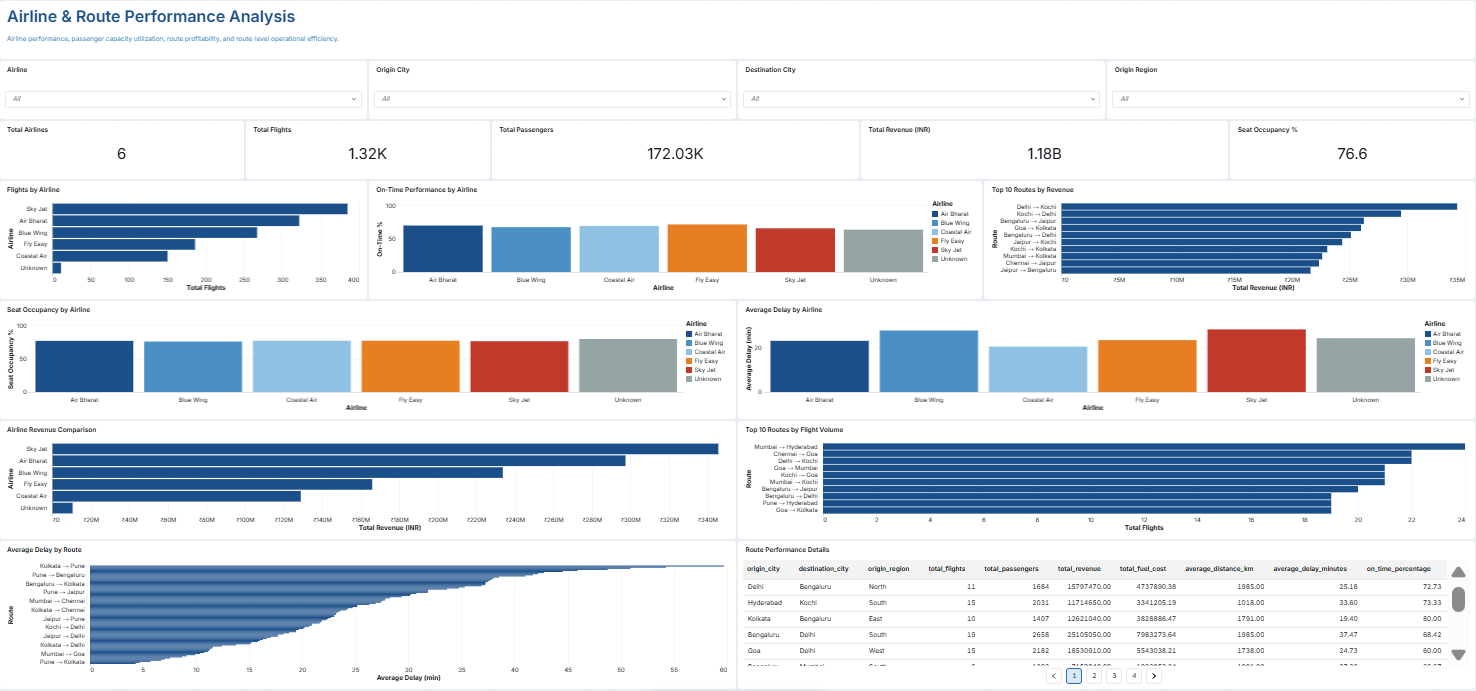 Airline & Route Performance Analysis
Airline performance, passenger capacity utilization, route profitability, and route-level operational efficiency.
Airline
All
Origin City
All
Destination City
All
Origin Region
All
Total Airlines
6
Total Flights
1.32K
Total Passengers
172.03K
Total Revenue (INR)
1.18B
Seat Occupancy %
76.6
Flights by Airline
Airline
Sky Jet
Air Bharat
Blue Wing
Fly Easy
Coastal Air
Unknown
0 50 100 150 200 250 300 350 400
Total Flights
On-Time Performance by Airline
On-Time %
100
50
0
Air Bharat Blue Wing Coastal Air Fly Easy Sky Jet Unknown
Airline
Airline
Air Bharat
Blue Wing
Coastal Air
Fly Easy
Sky Jet
Unknown
Top 10 Routes by Revenue
Route
Delhi → Kochi
Kochi → Delhi
Bengaluru → Jaipur
Goa → Kolkata
Bengaluru → Delhi
Jaipur → Kochi
Kochi → Kolkata
Mumbai → Kolkata
Chennai → Jaipur
Jaipur → Bengaluru
₹0 ₹5M ₹10M ₹15M ₹20M ₹25M ₹30M ₹35M
Total Revenue (INR)
Seat Occupancy by Airline
Seat Occupancy %
100
50
0
Air Bharat Blue Wing Coastal Air Fly Easy Sky Jet Unknown
Airline
Airline
Air Bharat
Blue Wing
Coastal Air
Fly Easy
Sky Jet
Unknown
Average Delay by Airline
Average Delay (min)
20
0
Air Bharat Blue Wing Coastal Air Fly Easy Sky Jet Unknown
Airline
Airline
Air Bharat
Blue Wing
Coastal Air
Fly Easy
Sky Jet
Unknown
Airline Revenue Comparison
Airline
Sky Jet
Air Bharat
Blue Wing
Fly Easy
Coastal Air
Unknown
₹0 ₹20M ₹40M ₹60M ₹80M ₹100M ₹120M ₹140M ₹160M ₹180M ₹200M ₹220M ₹240M ₹260M ₹280M ₹300M ₹320M ₹340M
Total Revenue (INR)
Top 10 Routes by Flight Volume
Route
Mumbai → Hyderabad
Chennai → Goa
Delhi → Kochi
Goa → Mumbai
Kochi → Goa
Mumbai → Kochi
Bengaluru → Jaipur
Bengaluru → Delhi
Pune → Hyderabad
Goa → Kolkata
0 2 4 6 8 10 12 14 16 18 20 22 24
Total Flights
Average Delay by Route
Route
Kolkata → Pune
Pune → Bengaluru
Bengaluru → Kolkata
Pune → Jaipur
Mumbai → Chennai
Kolkata → Chennai
Jaipur → Pune
Kochi → Delhi
Jaipur → Delhi
Kolkata → Delhi
Mumbai → Goa
Pune → Kolkata
0 5 10 15 20 25 30 35 40 45 50 55 60
Average Delay (min)
Route Performance Details
origin_city destination_city origin_region total_flights total_passengers total_revenue total_fuel_cost average_distance_km average_delay_minutes on_time_percentage
Delhi Bengaluru North 11 1684 15797470.00 4737890.38 1985.00 25.18 72.73
Hyderabad Kochi South 15 2031 11714650.00 3341205.19 1018.00 33.60 73.33
Kolkata Bengaluru East 10 1407 12621040.00 3828886.47 1791.00 19.40 80.00
Bengaluru Delhi South 19 2658 25105050.00 7983273.64 1985.00 37.47 68.42
Goa Delhi West 15 2182 18530910.00 5543038.21 1738.00 24.73 60.00
1 2 3 4